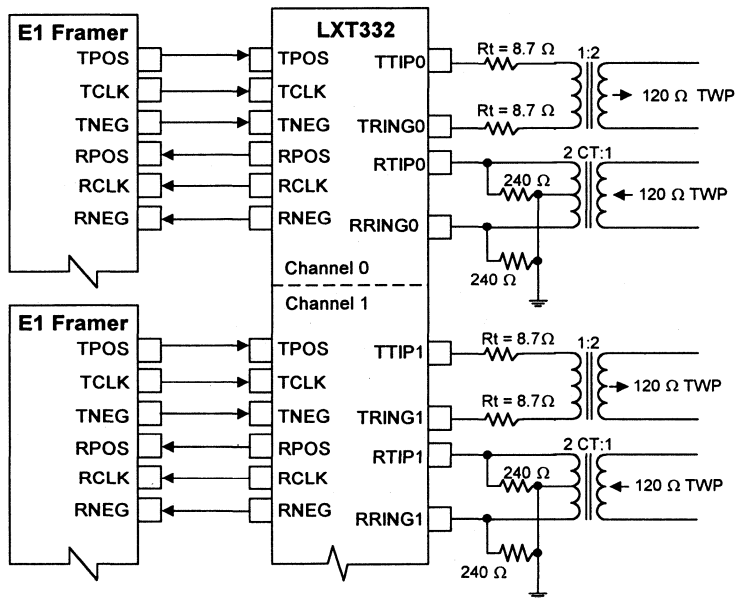 E1 Framer
TPOS
TCLK
TNEG
RPOS
RCLK
RNEG
LXT332
TPOS
TCLK
TNEG
RPOS
RCLK
RNEG
TTIP0
TRING0
RTIP0
RRING0
Channel 0
Rt = 8.7 Ω
Rt = 8.7 Ω
1:2
120 Ω TWP
2 CT:1
240 Ω
120 Ω TWP
240 Ω
E1 Framer
TPOS
TCLK
TNEG
RPOS
RCLK
RNEG
Channel 1
TPOS
TCLK
TNEG
RPOS
RCLK
RNEG
TTIP1
TRING1
RTIP1
RRING1
Rt = 8.7Ω
Rt = 8.7Ω
1:2
120 Ω TWP
2 CT:1
240 Ω
120 Ω TWP
240 Ω